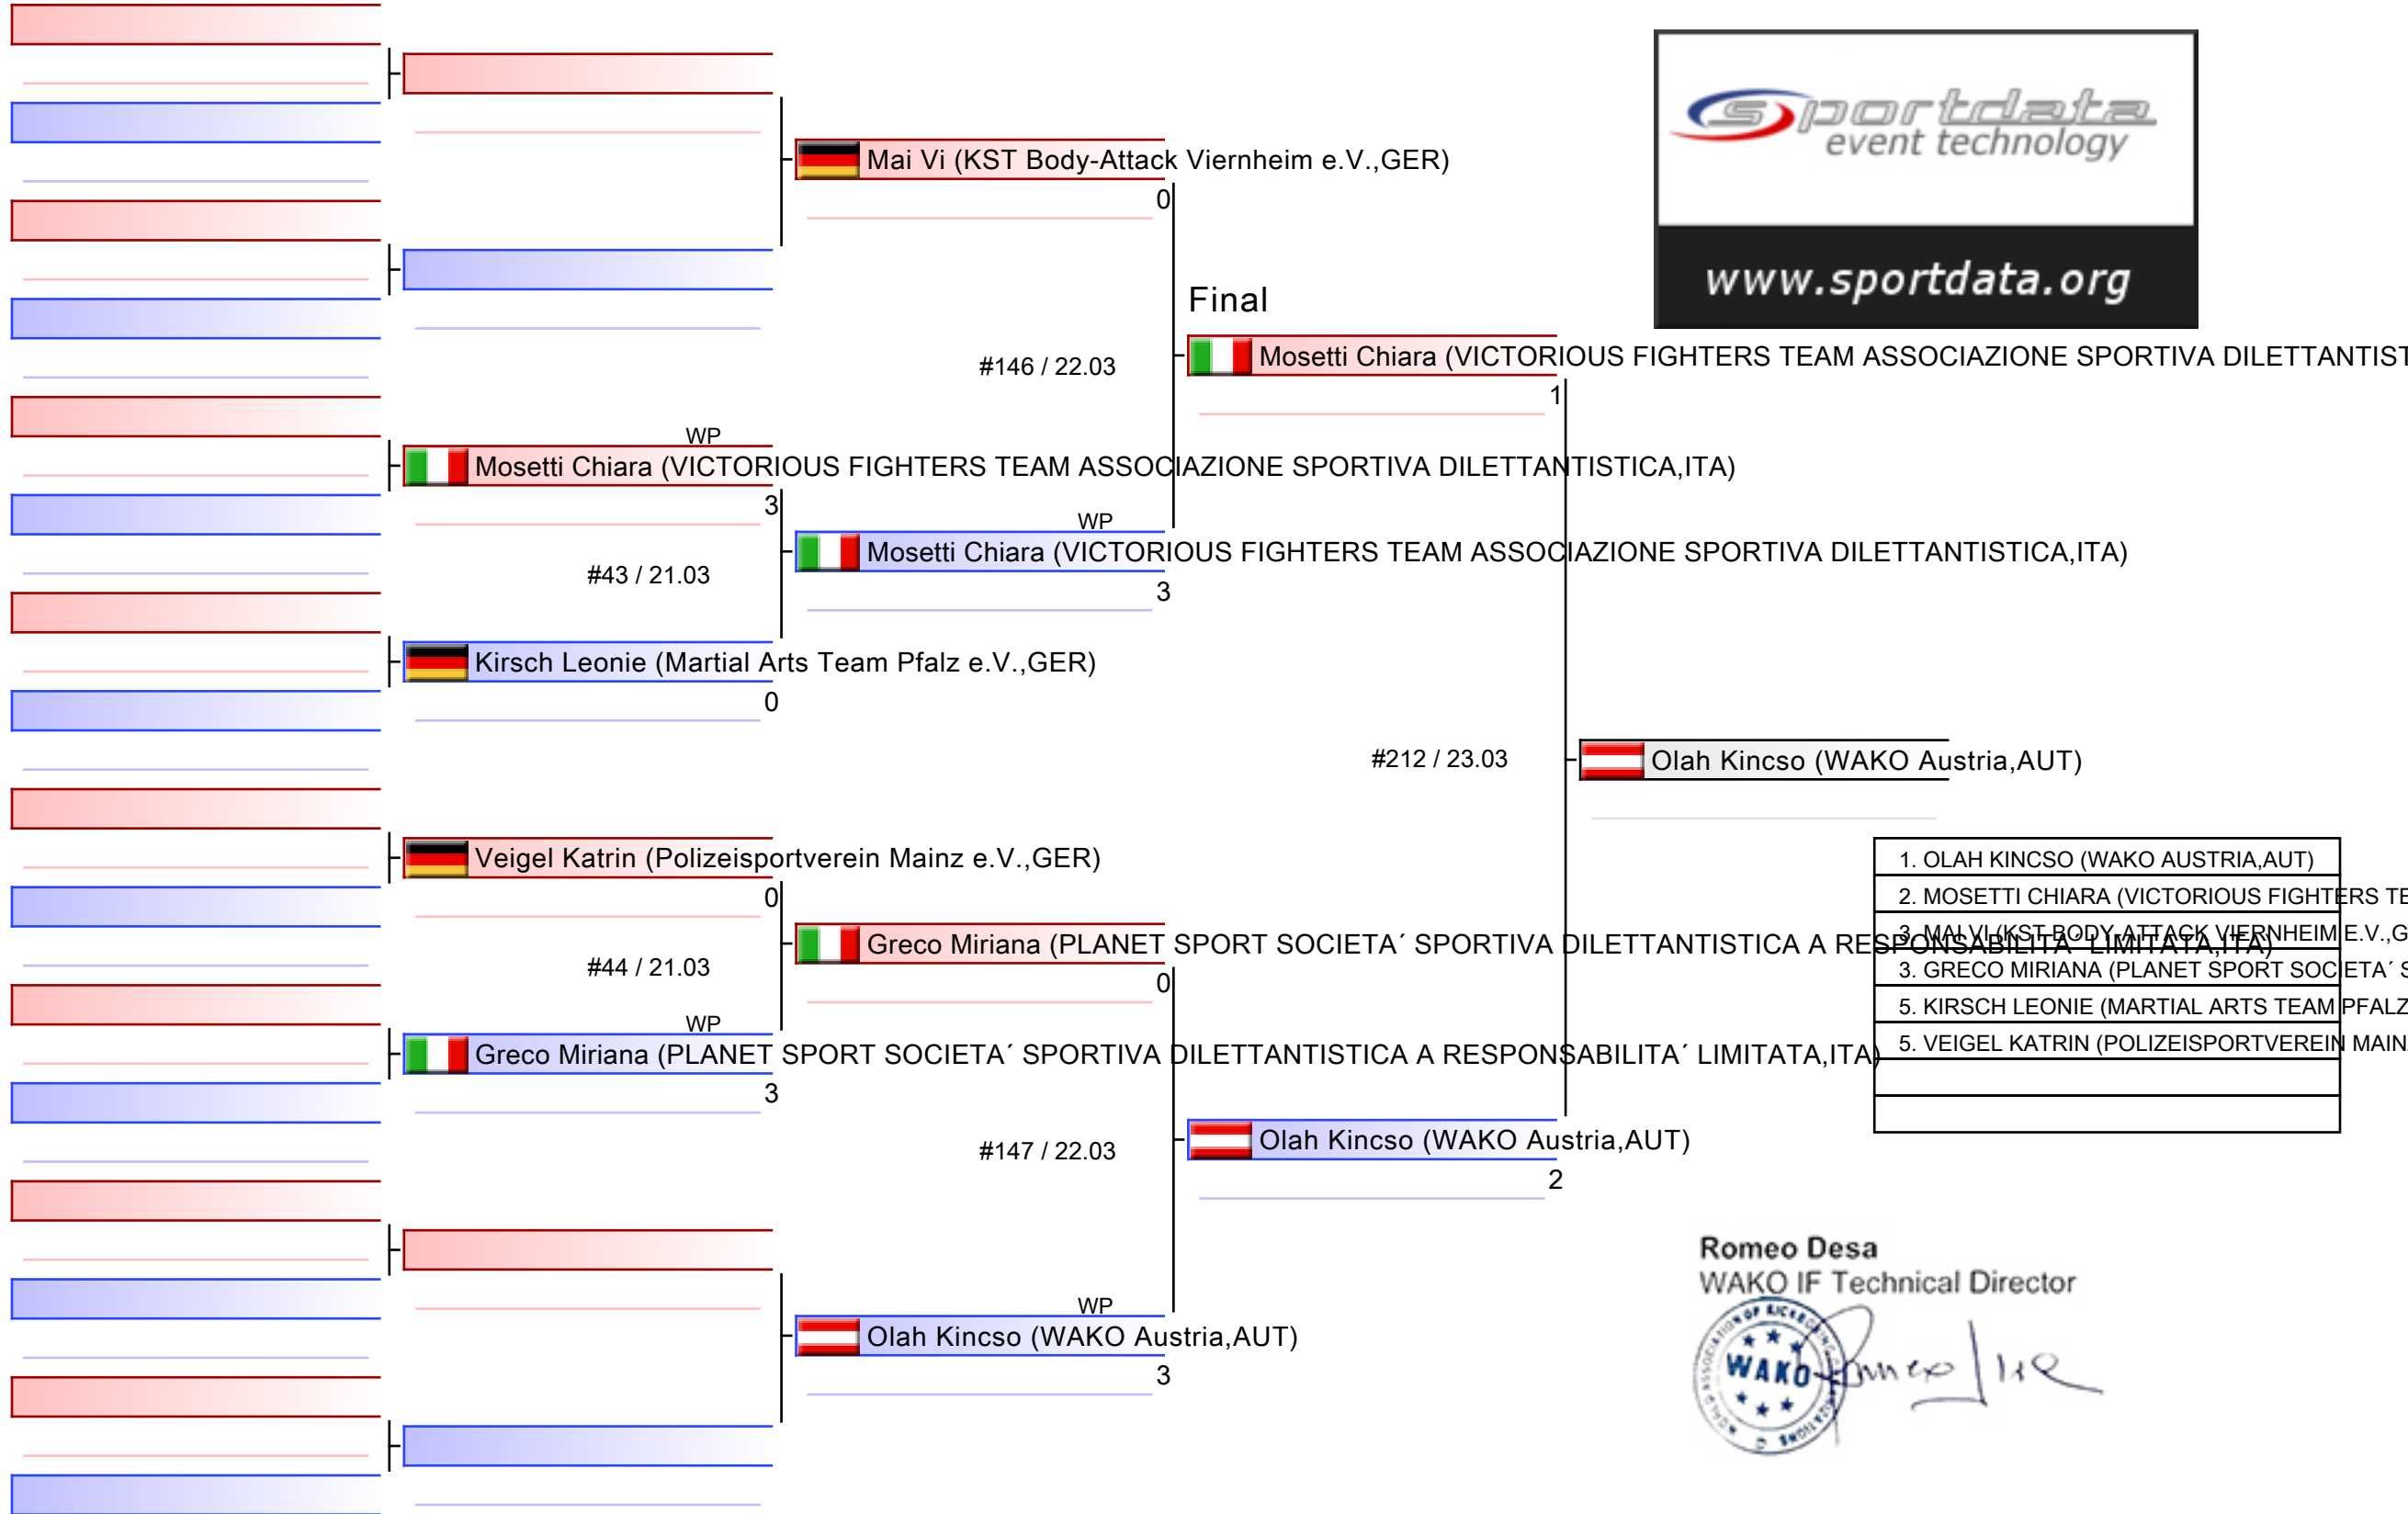 sportdata
event technology
www.sportdata.org
Mai Vi (KST Body-Attack Viernheim e.V.,GER)
0
Final
#146 / 22.03
Mosetti Chiara (VICTORIOUS FIGHTERS TEAM ASSOCIAZIONE SPORTIVA DILETTANTIST
1
WP
Mosetti Chiara (VICTORIOUS FIGHTERS TEAM ASSOCIAZIONE SPORTIVA DILETTANTISTICA,ITA)
3
WP
#43 / 21.03
Mosetti Chiara (VICTORIOUS FIGHTERS TEAM ASSOCIAZIONE SPORTIVA DILETTANTISTICA,ITA)
3
Kirsch Leonie (Martial Arts Team Pfalz e.V.,GER)
0
#212 / 23.03
Olah Kincso (WAKO Austria,AUT)
Veigel Katrin (Polizeisportverein Mainz e.V.,GER)
0
#44 / 21.03
Greco Miriana (PLANET SPORT SOCIETA´ SPORTIVA DILETTANTISTICA A RESPONSABILITA´ LIMITATA,ITA)
0
WP
Greco Miriana (PLANET SPORT SOCIETA´ SPORTIVA DILETTANTISTICA A RESPONSABILITA´ LIMITATA,ITA)
3
#147 / 22.03
Olah Kincso (WAKO Austria,AUT)
2
WP
Olah Kincso (WAKO Austria,AUT)
3
1. OLAH KINCSO (WAKO AUSTRIA,AUT)
2. MOSETTI CHIARA (VICTORIOUS FIGHTERS TE
3. MAI VI (KST BODY-ATTACK VIERNHEIM E.V.,G
3. GRECO MIRIANA (PLANET SPORT SOCIETA´ S
5. KIRSCH LEONIE (MARTIAL ARTS TEAM PFALZ
5. VEIGEL KATRIN (POLIZEISPORTVEREIN MAIN
Romeo Desa
WAKO IF Technical Director
WAKO